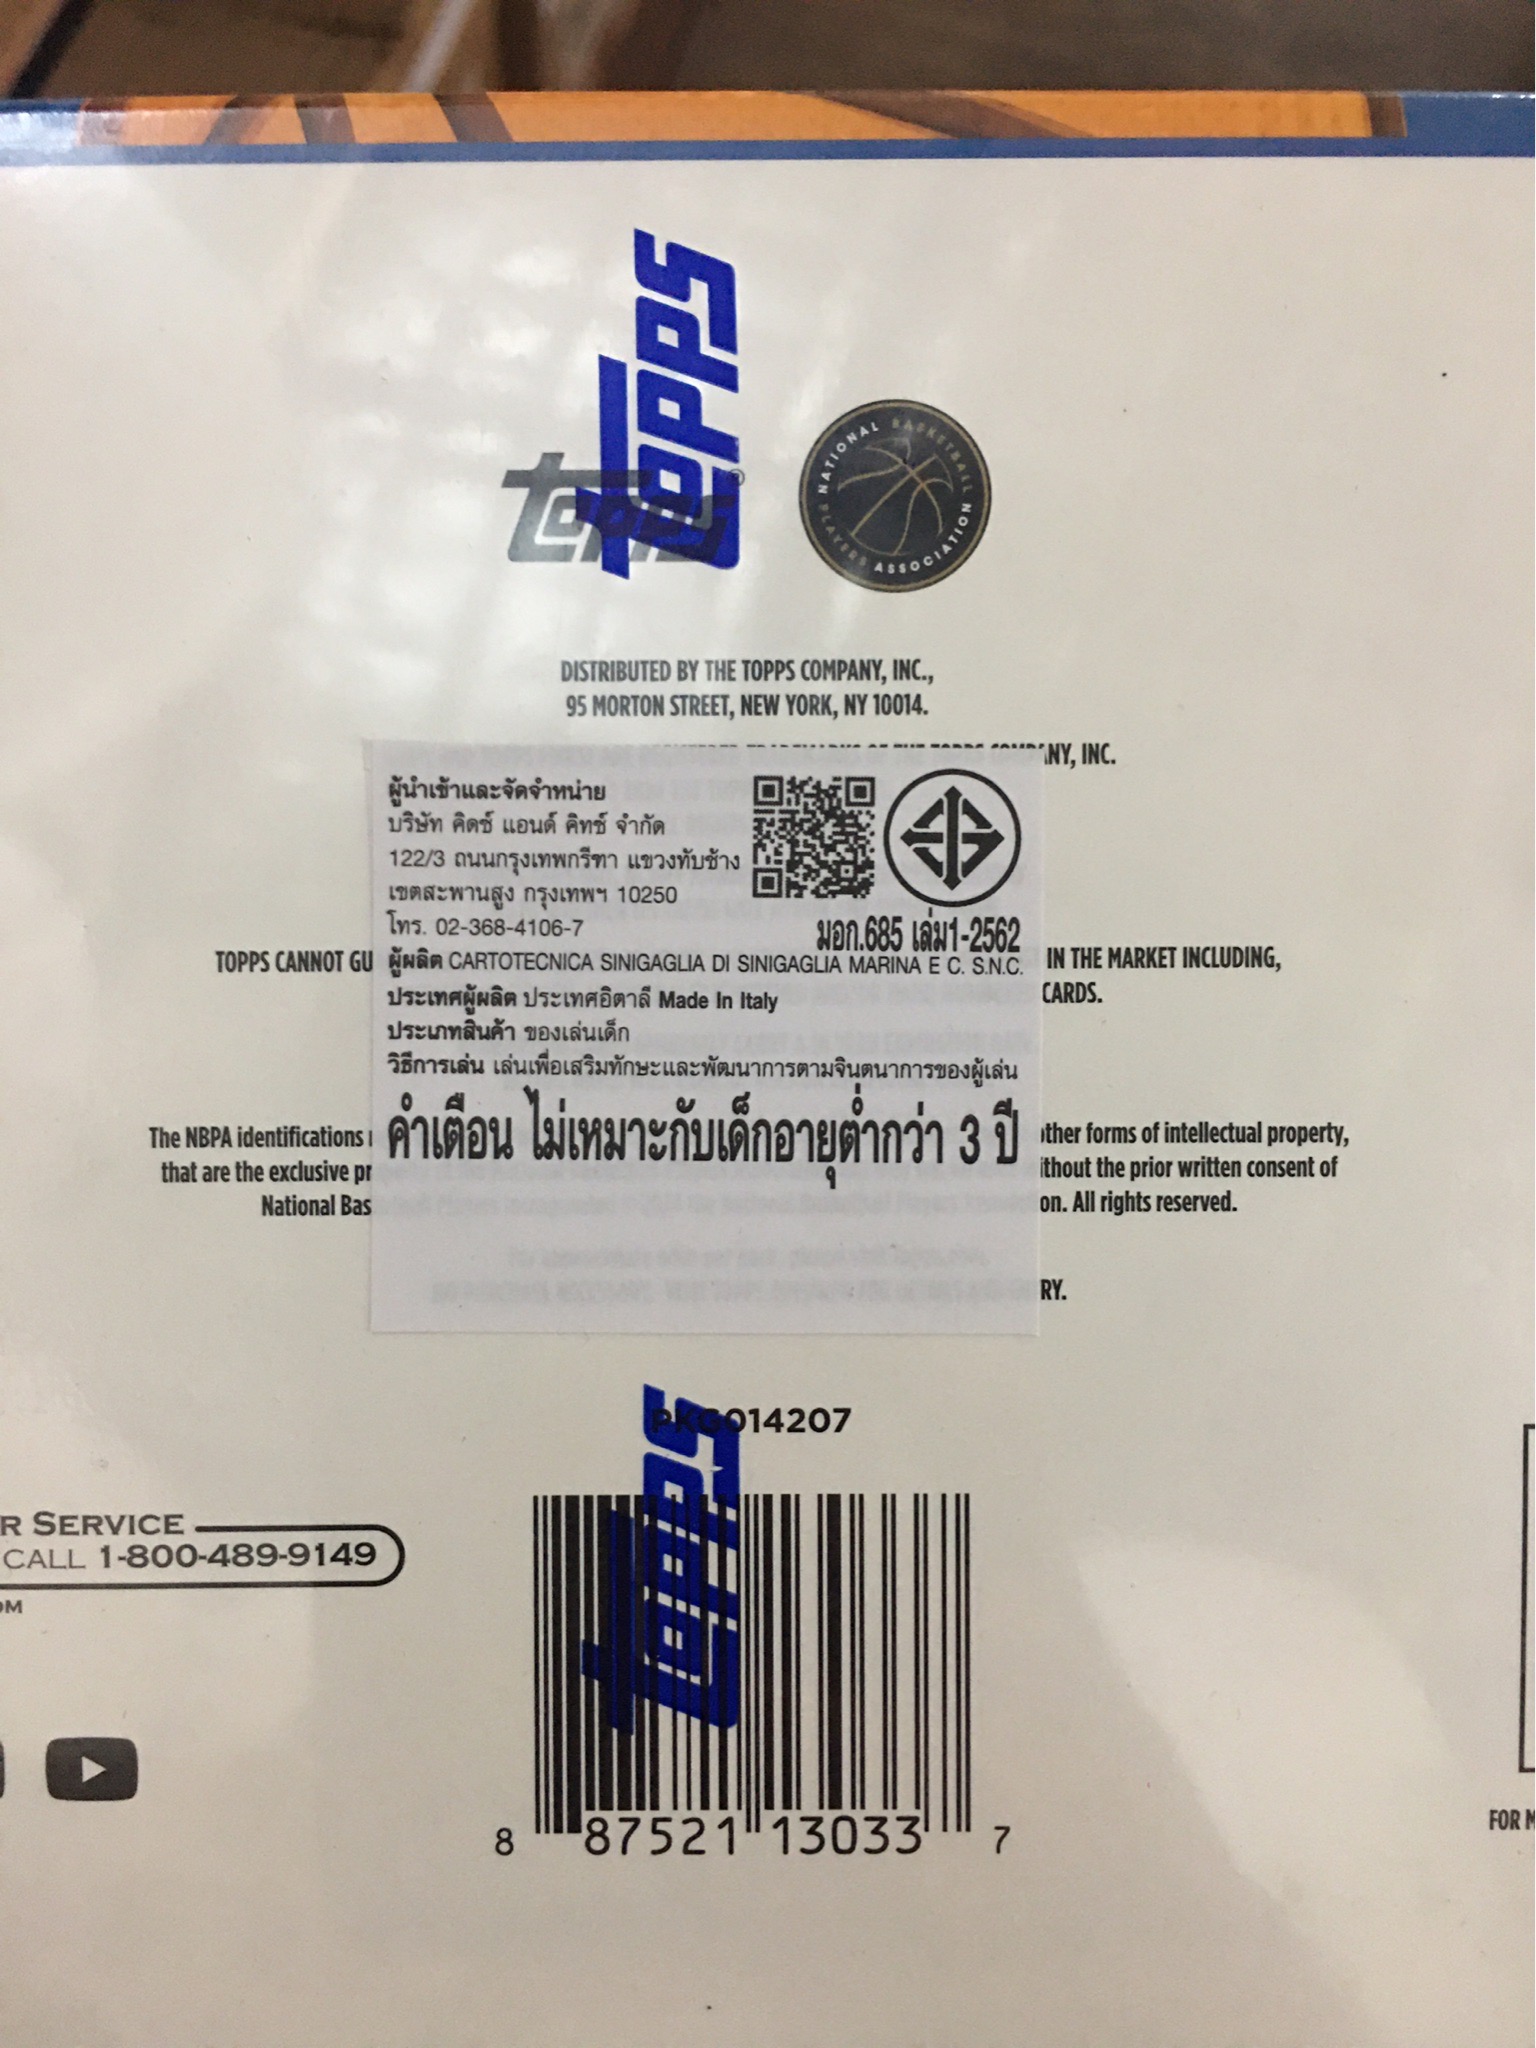 topps
topps®
NATIONAL BASKETBALL PLAYERS ASSOCIATION
DISTRIBUTED BY THE TOPPS COMPANY, INC.,
95 MORTON STREET, NEW YORK, NY 10014.
TRADEMARKS OF THE TOPPS COMPANY, INC.
ผู้นำเข้าและจัดจำหน่าย
บริษัท คิดซ์ แอนด์ คิทซ์ จำกัด
122/3 ถนนกรุงเทพกรีฑา แขวงทับช้าง
เขตสะพานสูง กรุงเทพฯ 10250
โทร. 02-368-4106-7
มอก.685 เล่ม1-2562
ผู้ผลิต CARTOTECNICA SINIGAGLIA DI SINIGAGLIA MARINA E C. S.N.C.
ประเทศผู้ผลิต ประเทศอิตาลี Made In Italy
ประเภทสินค้า ของเล่นเด็ก
วิธีการเล่น เล่นเพื่อเสริมทักษะและพัฒนาการตามจินตนาการของผู้เล่น
คำเตือน ไม่เหมาะกับเด็กอายุต่ำกว่า 3 ปี
TOPPS CANNOT GU IN THE MARKET INCLUDING,
CARDS.
The NBPA identifications other forms of intellectual property,
that are the exclusive pr ithout the prior written consent of
National Bas on. All rights reserved.
RY.
PKG014207
topps
R SERVICE
CALL 1-800-489-9149
OM
8 87521 13033 7
FOR M